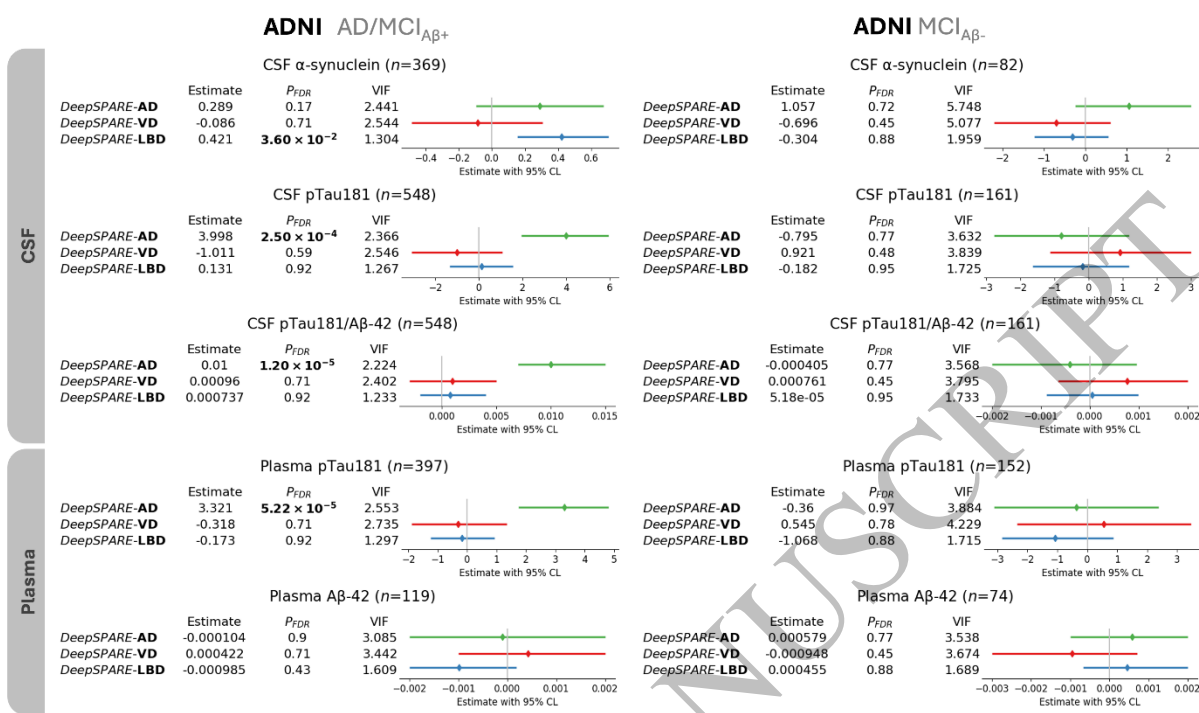 ADNI AD/MCI Aβ+
ADNI MCI Aβ-
CSF
CSF α-synuclein (n=369)
Estimate P_FDR VIF
DeepSPARE-AD 0.289 0.17 2.441
DeepSPARE-VD -0.086 0.71 2.544
DeepSPARE-LBD 0.421 3.60 × 10⁻² 1.304
-0.4 -0.2 0.0 0.2 0.4 0.6
Estimate with 95% CL
CSF α-synuclein (n=82)
Estimate P_FDR VIF
DeepSPARE-AD 1.057 0.72 5.748
DeepSPARE-VD -0.696 0.45 5.077
DeepSPARE-LBD -0.304 0.88 1.959
−2 −1 0 1 2
Estimate with 95% CL
CSF pTau181 (n=548)
Estimate P_FDR VIF
DeepSPARE-AD 3.998 2.50 × 10⁻⁴ 2.366
DeepSPARE-VD -1.011 0.59 2.546
DeepSPARE-LBD 0.131 0.92 1.267
−2 0 2 4 6
Estimate with 95% CL
CSF pTau181 (n=161)
Estimate P_FDR VIF
DeepSPARE-AD -0.795 0.77 3.632
DeepSPARE-VD 0.921 0.48 3.839
DeepSPARE-LBD -0.182 0.95 1.725
−3 −2 −1 0 1 2 3
Estimate with 95% CL
CSF pTau181/Aβ-42 (n=548)
Estimate P_FDR VIF
DeepSPARE-AD 0.01 1.20 × 10⁻⁵ 2.224
DeepSPARE-VD 0.00096 0.71 2.402
DeepSPARE-LBD 0.000737 0.92 1.233
0.000 0.005 0.010 0.015
Estimate with 95% CL
CSF pTau181/Aβ-42 (n=161)
Estimate P_FDR VIF
DeepSPARE-AD -0.000405 0.77 3.568
DeepSPARE-VD 0.000761 0.45 3.795
DeepSPARE-LBD 5.18e-05 0.95 1.733
−0.002 −0.001 0.000 0.001 0.002
Estimate with 95% CL
Plasma
Plasma pTau181 (n=397)
Estimate P_FDR VIF
DeepSPARE-AD 3.321 5.22 × 10⁻⁵ 2.553
DeepSPARE-VD -0.318 0.71 2.735
DeepSPARE-LBD -0.173 0.92 1.297
−2 −1 0 1 2 3 4 5
Estimate with 95% CL
Plasma pTau181 (n=152)
Estimate P_FDR VIF
DeepSPARE-AD -0.36 0.97 3.884
DeepSPARE-VD 0.545 0.78 4.229
DeepSPARE-LBD -1.068 0.88 1.715
−3 −2 −1 0 1 2 3
Estimate with 95% CL
Plasma Aβ-42 (n=119)
Estimate P_FDR VIF
DeepSPARE-AD -0.000104 0.9 3.085
DeepSPARE-VD 0.000422 0.71 3.442
DeepSPARE-LBD -0.000985 0.43 1.609
−0.002 −0.001 0.000 0.001 0.002
Estimate with 95% CL
Plasma Aβ-42 (n=74)
Estimate P_FDR VIF
DeepSPARE-AD 0.000579 0.77 3.538
DeepSPARE-VD -0.000948 0.45 3.674
DeepSPARE-LBD 0.000455 0.88 1.689
−0.003 −0.002 −0.001 0.000 0.001 0.002
Estimate with 95% CL
NUSCRIPT